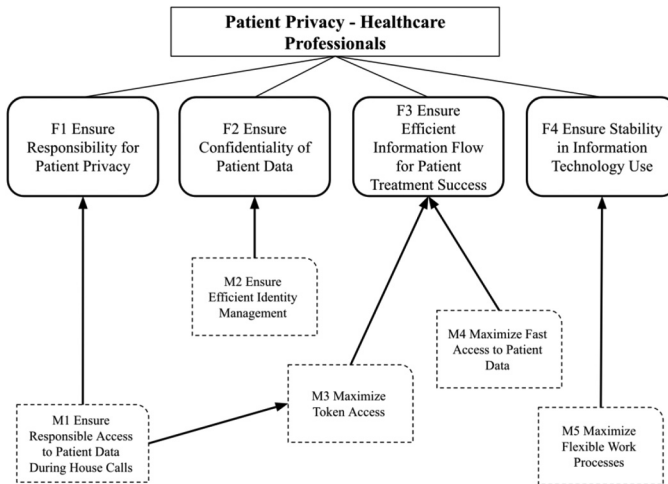 Patient Privacy - Healthcare
Professionals
F1 Ensure
Responsibility for
Patient Privacy
F2 Ensure
Confidentiality of
Patient Data
F3 Ensure
Efficient
Information Flow
for Patient
Treatment Success
F4 Ensure Stability
in Information
Technology Use
M2 Ensure
Efficient Identity
Management
M4 Maximize Fast
Access to Patient
Data
M3 Maximize
Token Access
M1 Ensure
Responsible Access
to Patient Data
During House Calls
M5 Maximize
Flexible Work
Processes